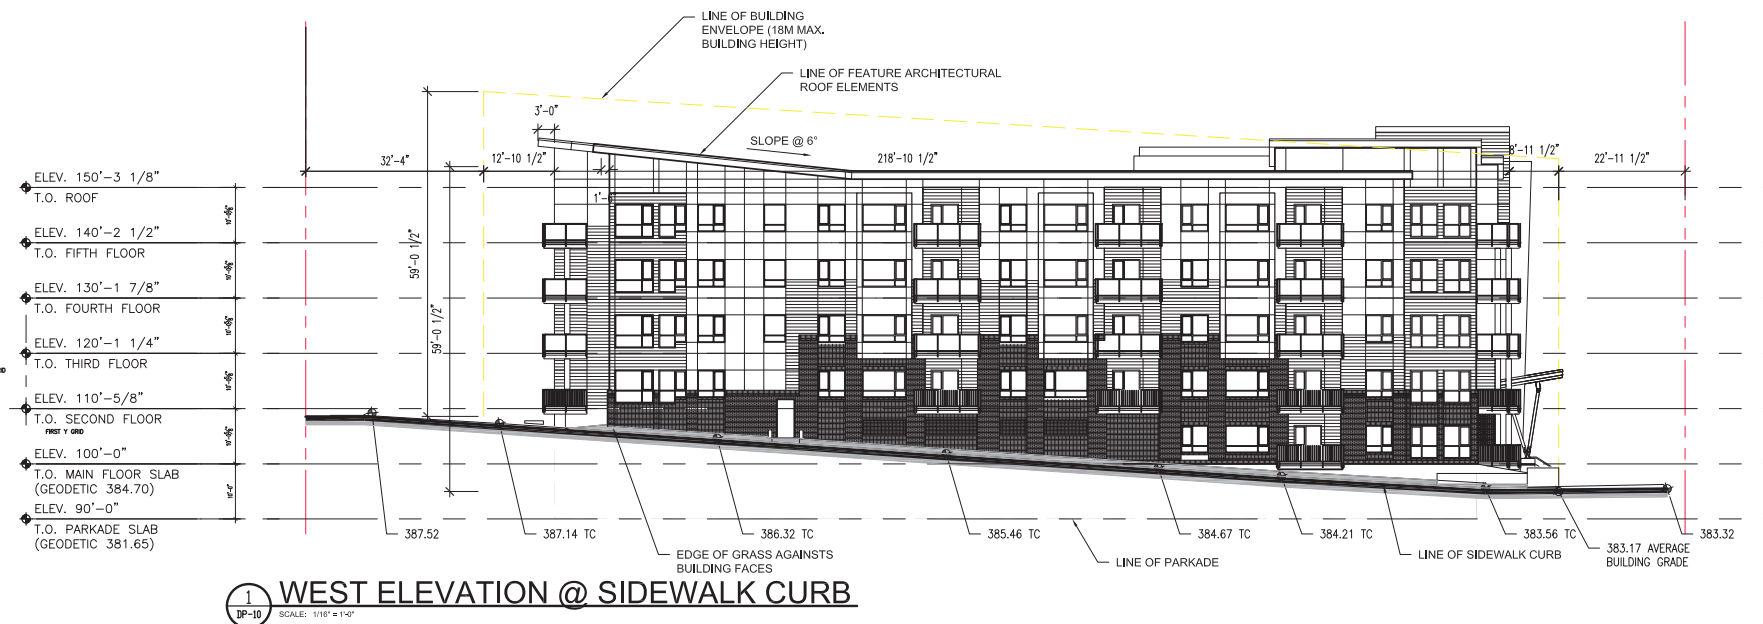 LINE OF BUILDING
ENVELOPE (18M MAX.
BUILDING HEIGHT)
LINE OF FEATURE ARCHITECTURAL
ROOF ELEMENTS
3'-0"
SLOPE @ 6°
32'-4"
12'-10 1/2"
218'-10 1/2"
8'-11 1/2"
22'-11 1/2"
59'-0 1/2"
59'-0 1/2"
ELEV. 150'-3 1/8"
T.O. ROOF
ELEV. 140'-2 1/2"
T.O. FIFTH FLOOR
ELEV. 130'-1 7/8"
T.O. FOURTH FLOOR
ELEV. 120'-1 1/4"
T.O. THIRD FLOOR
ELEV. 110'-5/8"
T.O. SECOND FLOOR
FIRST Y GRID
ELEV. 100'-0"
T.O. MAIN FLOOR SLAB
(GEODETIC 384.70)
ELEV. 90'-0"
T.O. PARKADE SLAB
(GEODETIC 381.65)
387.52
387.14 TC
386.32 TC
385.46 TC
384.67 TC
384.21 TC
383.56 TC
383.32
EDGE OF GRASS AGAINSTS
BUILDING FACES
LINE OF PARKADE
LINE OF SIDEWALK CURB
383.17 AVERAGE
BUILDING GRADE
1
DP-10
WEST ELEVATION @ SIDEWALK CURB
SCALE: 1/16" = 1'-0"